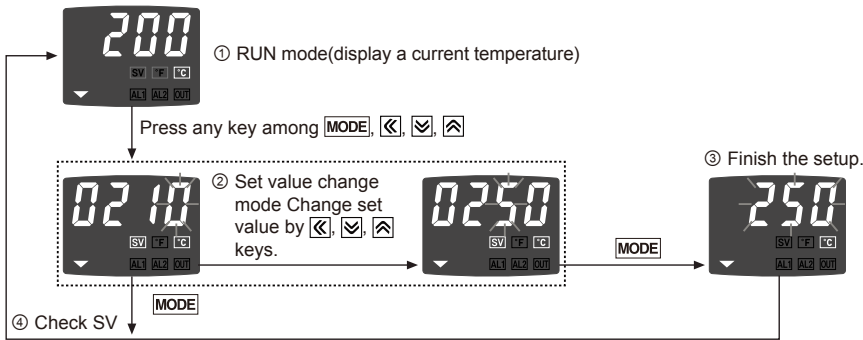 200
① RUN mode(display a current temperature)
SV °F °C
AL1 AL2 OUT
Press any key among MODE, «, ︾, ︽
③ Finish the setup.
0210
② Set value change
mode Change set
value by «, ︾, ︽
keys.
0250
250
SV °F °C
SV °F °C
SV °F °C
AL1 AL2 OUT
AL1 AL2 OUT
AL1 AL2 OUT
MODE
MODE
④ Check SV